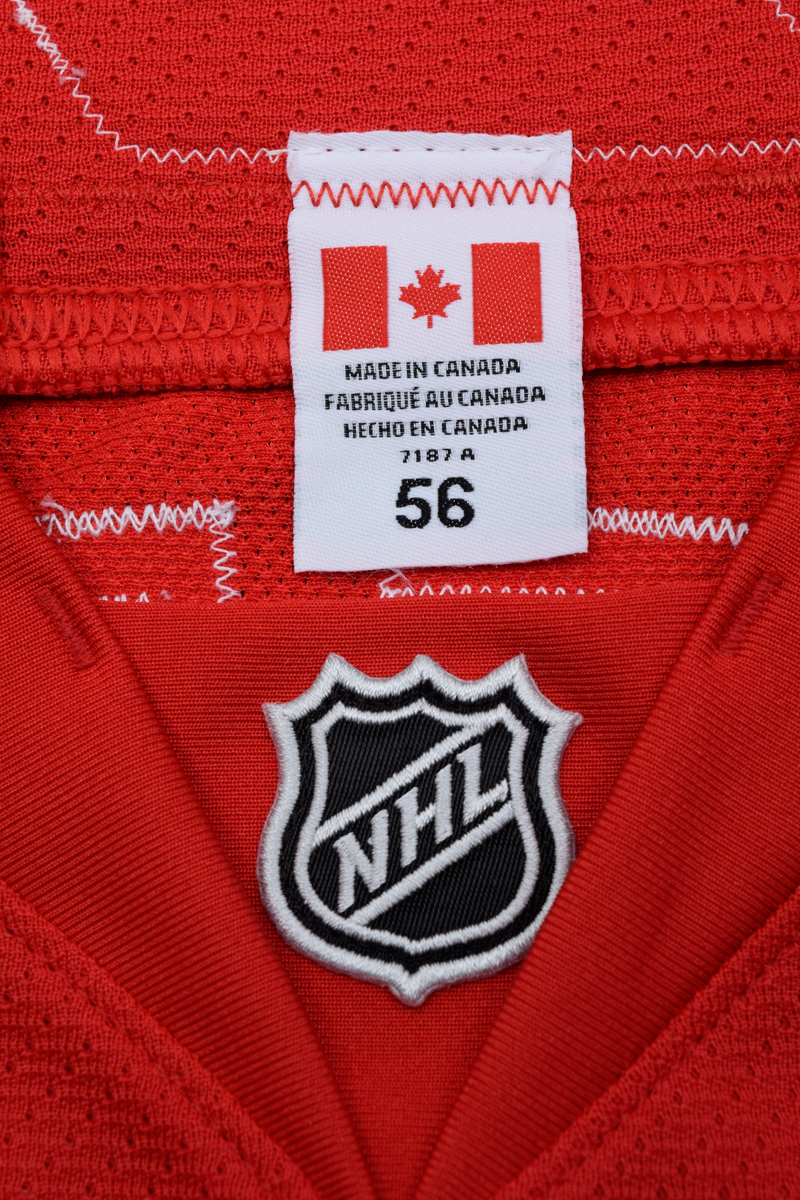 MADE IN CANADA
FABRIQUÉ AU CANADA
HECHO EN CANADA
7187 A
56
NHL